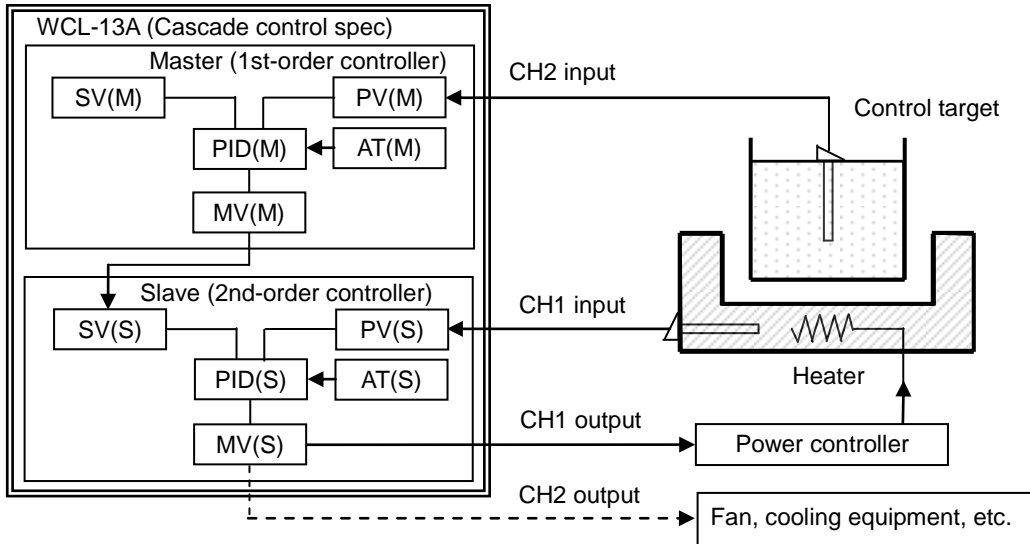 WCL-13A (Cascade control spec)
Master (1st-order controller)
SV(M)
PV(M)
PID(M)
AT(M)
MV(M)
CH2 input
Control target
Slave (2nd-order controller)
SV(S)
PV(S)
PID(S)
AT(S)
MV(S)
CH1 input
Heater
CH1 output
Power controller
CH2 output
Fan, cooling equipment, etc.